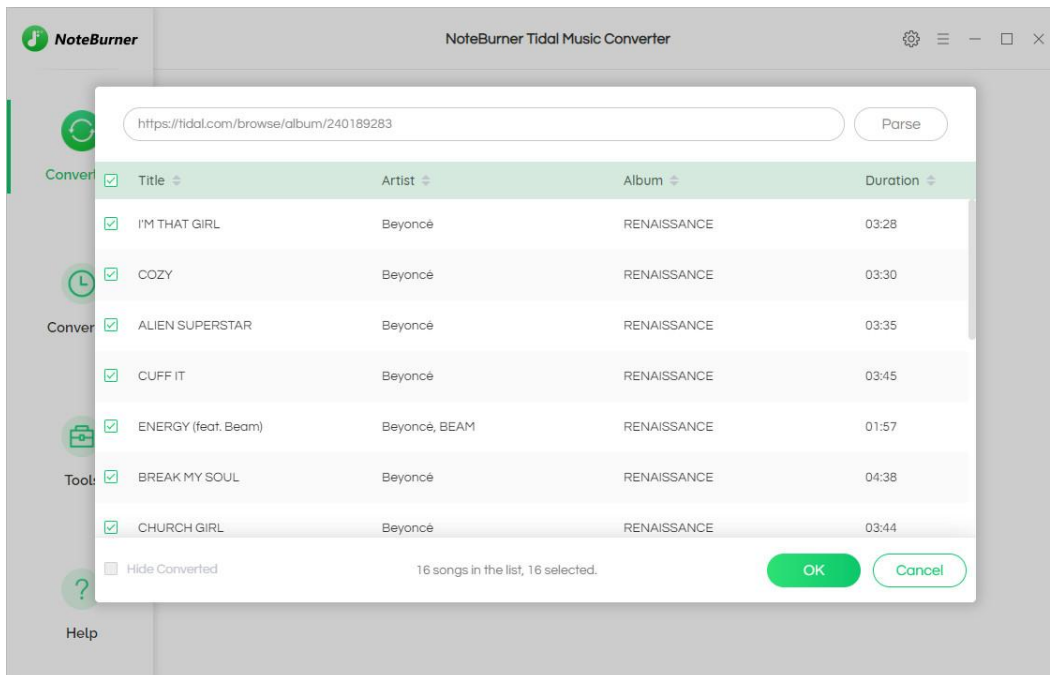 NoteBurner
NoteBurner Tidal Music Converter
https://tidal.com/browse/album/240189283
Parse
Title
Artist
Album
Duration
I'M THAT GIRL
Beyoncé
RENAISSANCE
03:28
COZY
Beyoncé
RENAISSANCE
03:30
ALIEN SUPERSTAR
Beyoncé
RENAISSANCE
03:35
CUFF IT
Beyoncé
RENAISSANCE
03:45
ENERGY (feat. Beam)
Beyoncé, BEAM
RENAISSANCE
01:57
BREAK MY SOUL
Beyoncé
RENAISSANCE
04:38
CHURCH GIRL
Beyoncé
RENAISSANCE
03:44
Hide Converted
16 songs in the list, 16 selected.
OK
Cancel
Help